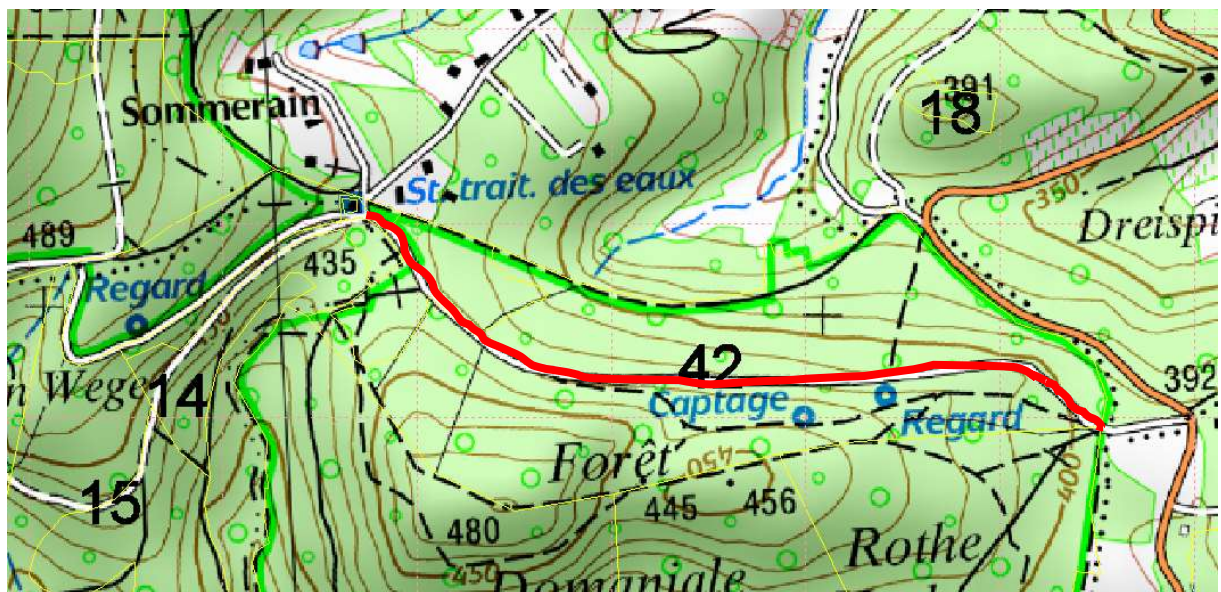 391
18
Sommerain
St. trait. des eaux
350
489
435
Dreispi
Regard
42
392
n Wege
14
Captage
Regard
Forêt
450
400
15
445
456
480
Rothe
450
Domaniale